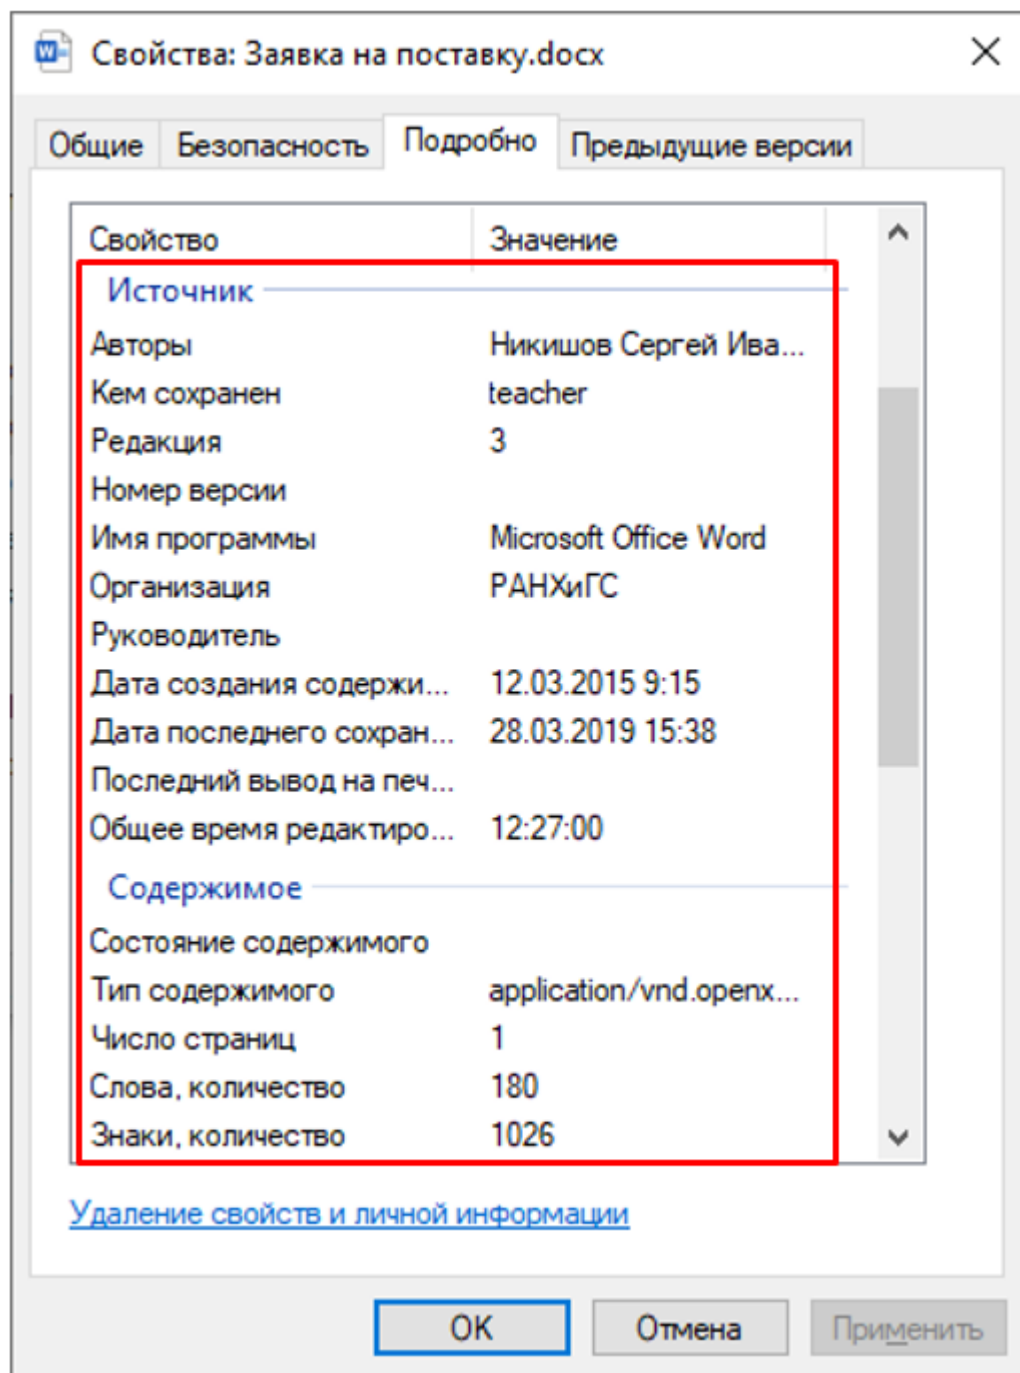 Свойства: Заявка на поставку.docx
Общие Безопасность Подробно Предыдущие версии
Свойство Значение
Источник
Авторы Никишов Сергей Ива...
Кем сохранен teacher
Редакция 3
Номер версии
Имя программы Microsoft Office Word
Организация РАНХиГС
Руководитель
Дата создания содержи... 12.03.2015 9:15
Дата последнего сохран... 28.03.2019 15:38
Последний вывод на печ...
Общее время редактиро... 12:27:00
Содержимое
Состояние содержимого
Тип содержимого application/vnd.openx...
Число страниц 1
Слова, количество 180
Знаки, количество 1026
Удаление свойств и личной информации
ОК Отмена Применить